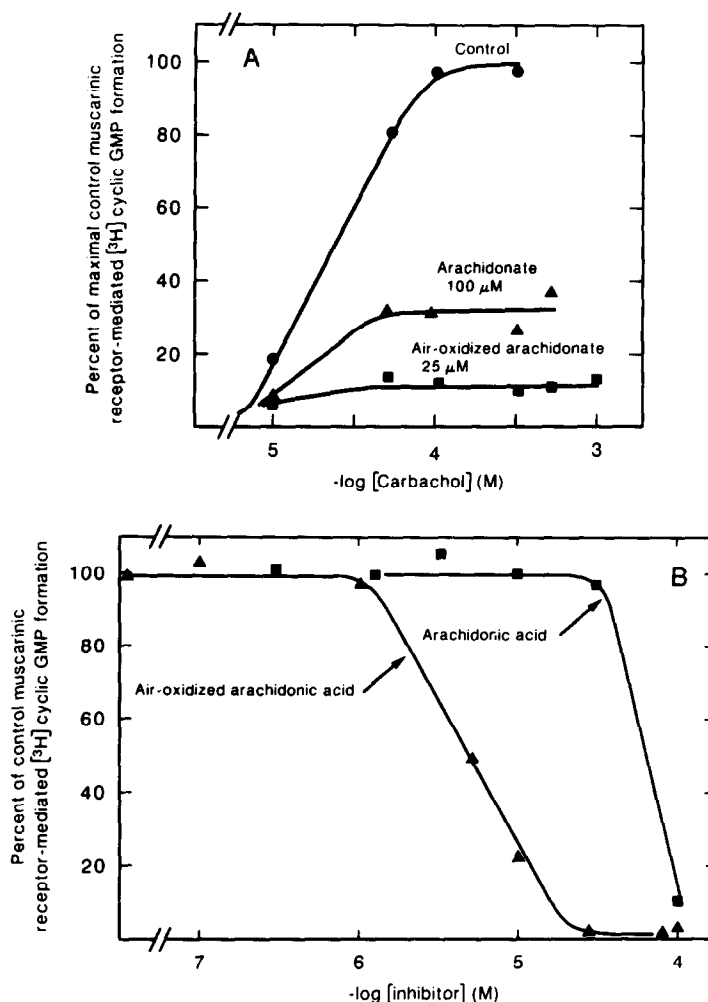 A
Control
100
80
60
40
20
Percent of maximal control muscarinic
receptor-mediated [³H] cyclic GMP formation
Arachidonate
100 µM
Air-oxidized arachidonate
25 µM
5
4
3
-log [Carbachol] (M)
B
100
80
60
40
20
Percent of control muscarinic
receptor-mediated [³H] cyclic GMP formation
Arachidonic acid
Air-oxidized arachidonic acid
7
6
5
4
-log [inhibitor] (M)